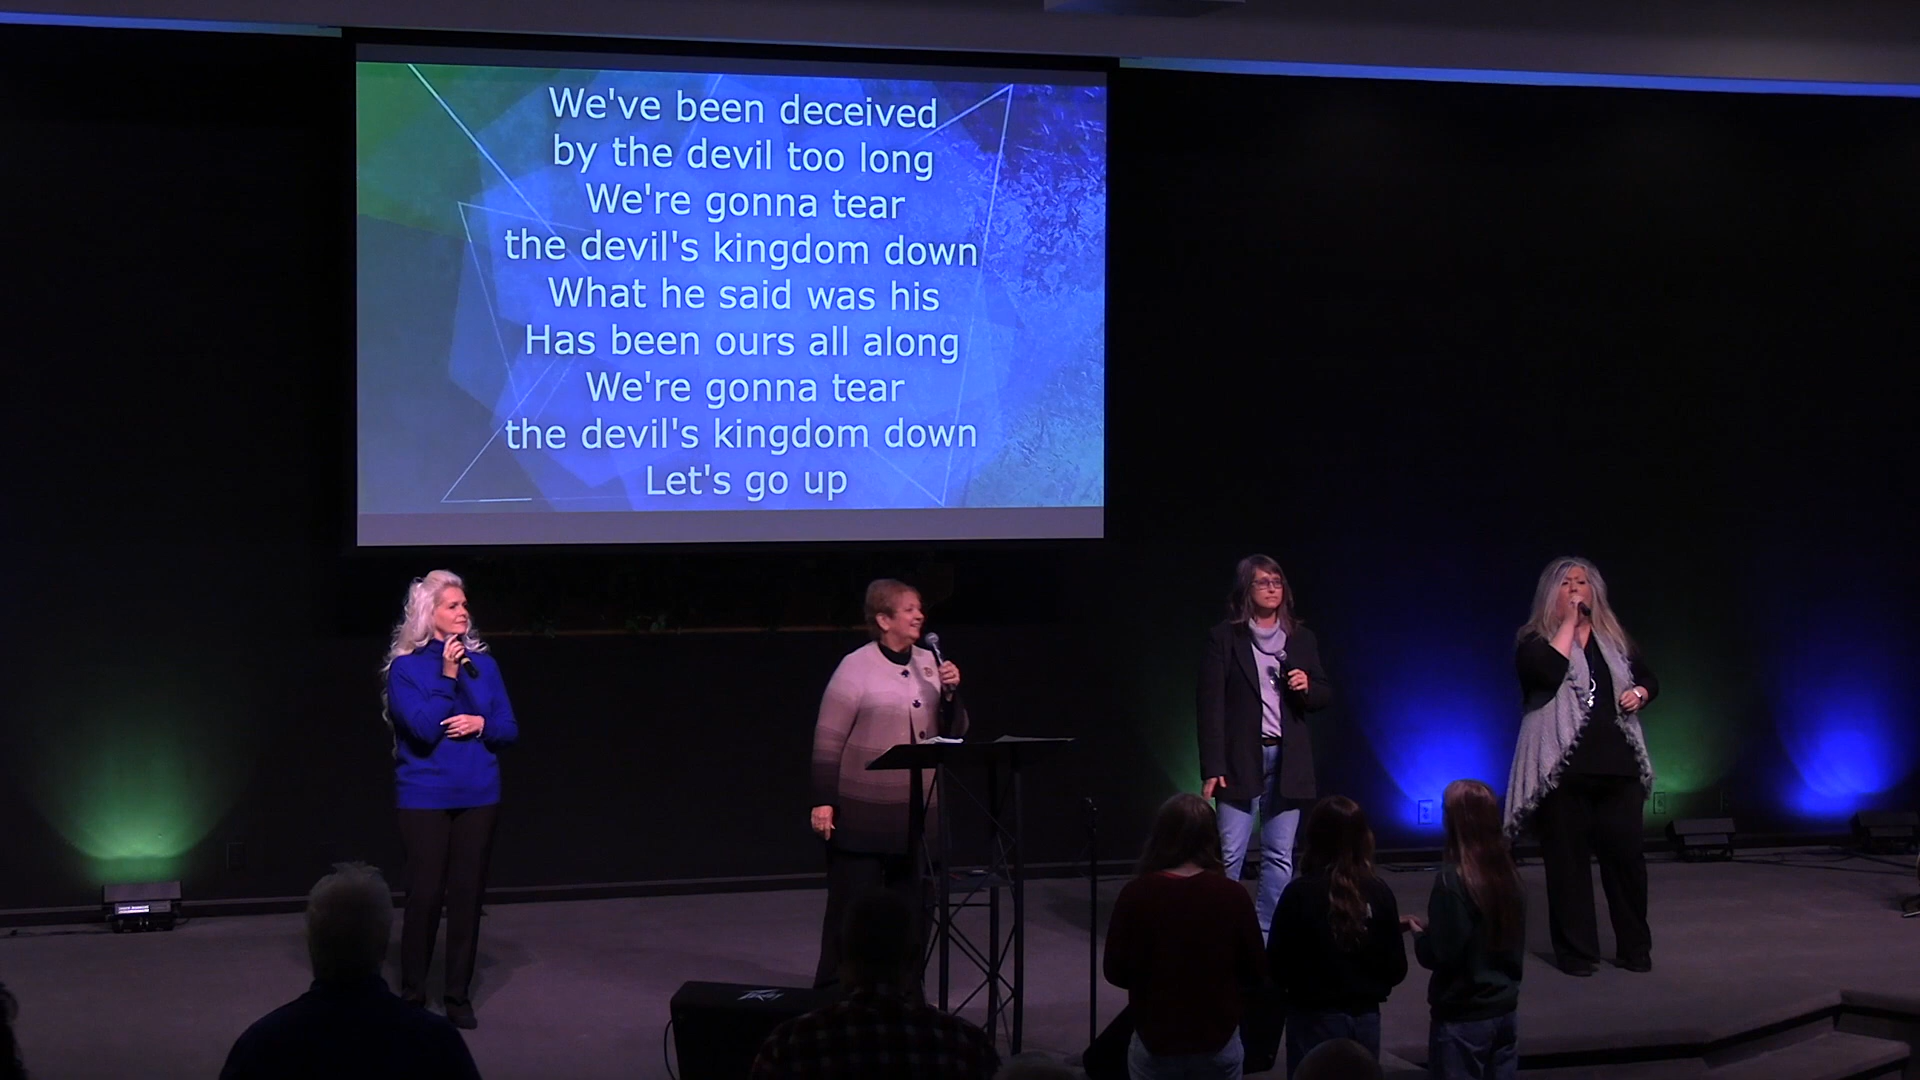 We've been deceived
by the devil too long
We're gonna tear
the devil's kingdom down
What he said was his
Has been ours all along
We're gonna tear
the devil's kingdom down
Let's go up